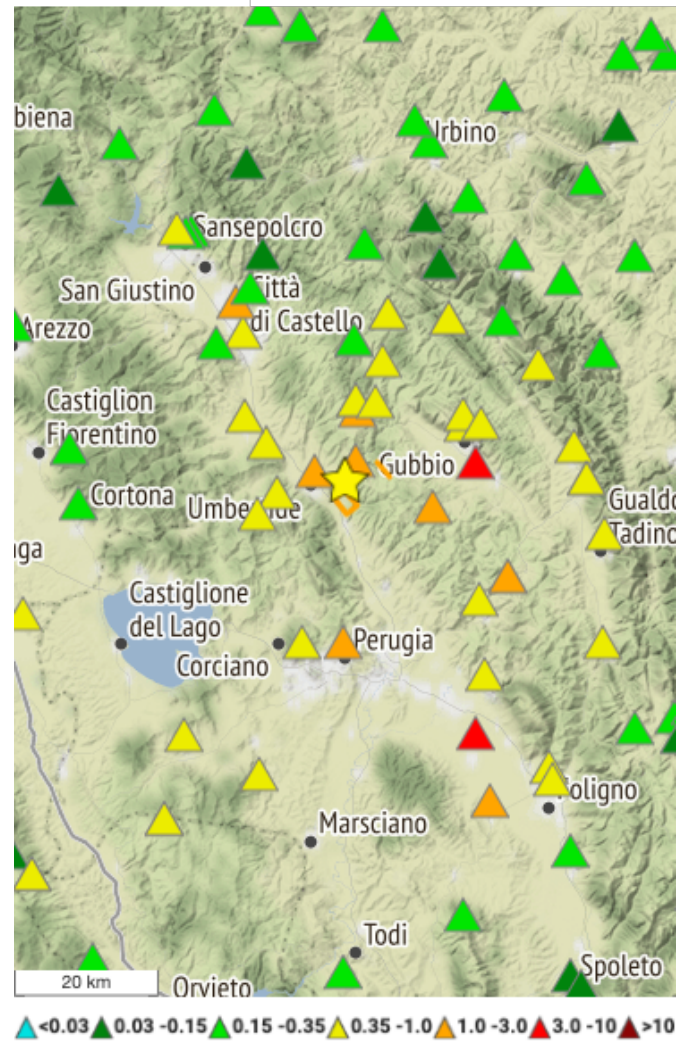 biena
Urbino
Sansepolcro
San Giustino
Città
di Castello
Arezzo
Castiglion
Fiorentino
Gubbio
Cortona
Gualdo
Tadino
Castiglione
del Lago
Perugia
Corciano
Foligno
Marsciano
Todi
Spoleto
20 km
Orvieto
<0.03 0.03 -0.15 0.15 -0.35 0.35 -1.0 1.0 -3.0 3.0 -10 >10